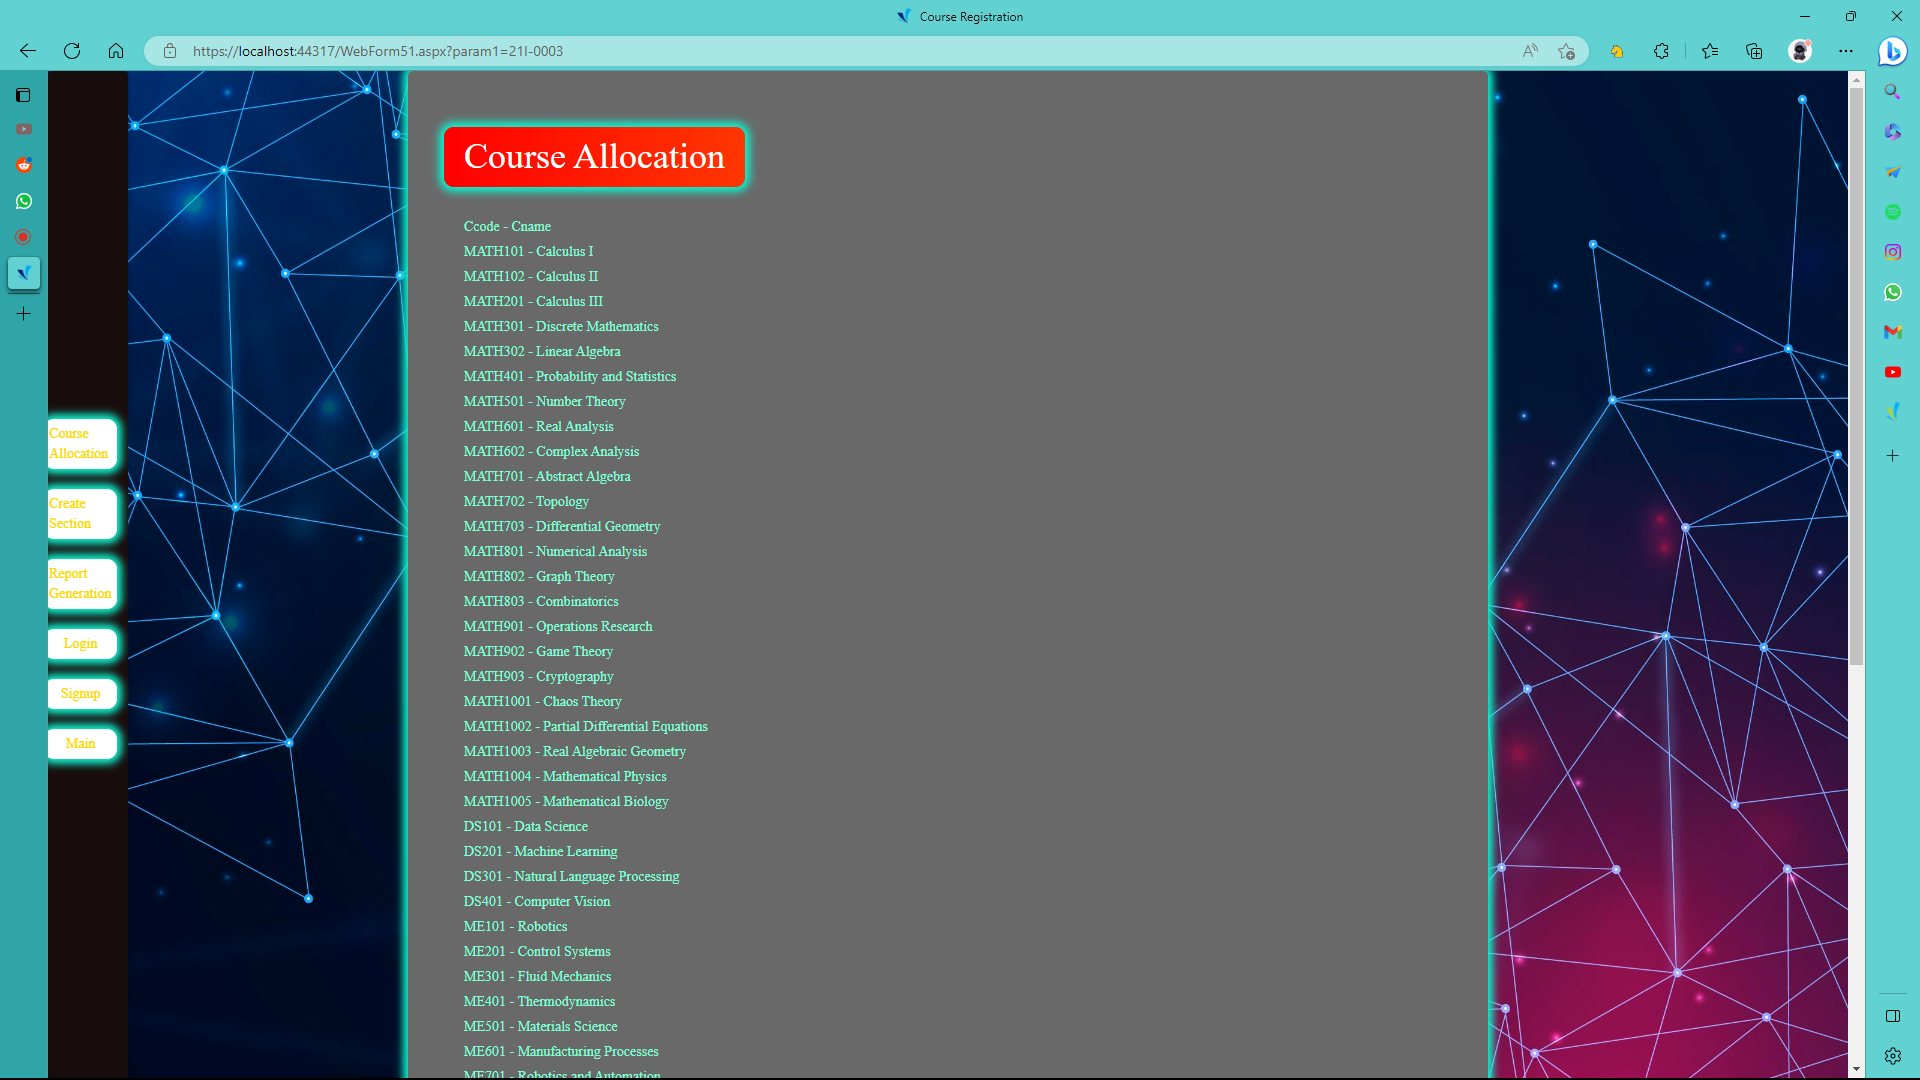 Course Registration
https://localhost:44317/WebForm51.aspx?param1=21I-0003
Course Allocation
Ccode - Cname
MATH101 - Calculus I
MATH102 - Calculus II
MATH201 - Calculus III
MATH301 - Discrete Mathematics
MATH302 - Linear Algebra
MATH401 - Probability and Statistics
MATH501 - Number Theory
MATH601 - Real Analysis
MATH602 - Complex Analysis
MATH701 - Abstract Algebra
MATH702 - Topology
MATH703 - Differential Geometry
MATH801 - Numerical Analysis
MATH802 - Graph Theory
MATH803 - Combinatorics
MATH901 - Operations Research
MATH902 - Game Theory
MATH903 - Cryptography
MATH1001 - Chaos Theory
MATH1002 - Partial Differential Equations
MATH1003 - Real Algebraic Geometry
MATH1004 - Mathematical Physics
MATH1005 - Mathematical Biology
DS101 - Data Science
DS201 - Machine Learning
DS301 - Natural Language Processing
DS401 - Computer Vision
ME101 - Robotics
ME201 - Control Systems
ME301 - Fluid Mechanics
ME401 - Thermodynamics
ME501 - Materials Science
ME601 - Manufacturing Processes
ME701 - Robotics and Automation
Course
Allocation
Create
Section
Report
Generation
Login
Signup
Main